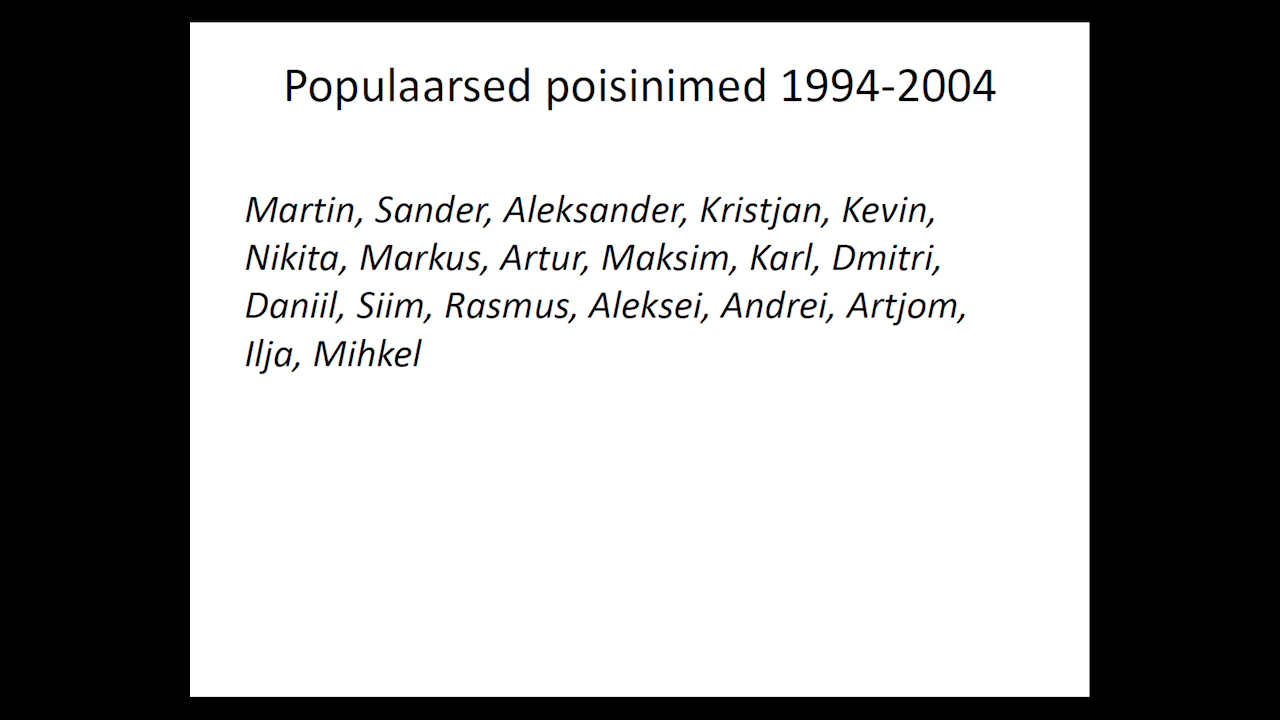 Populaarsed poisinimed 1994-2004
Martin, Sander, Aleksander, Kristjan, Kevin,
Nikita, Markus, Artur, Maksim, Karl, Dmitri,
Daniil, Siim, Rasmus, Aleksei, Andrei, Artjom,
Ilja, Mihkel